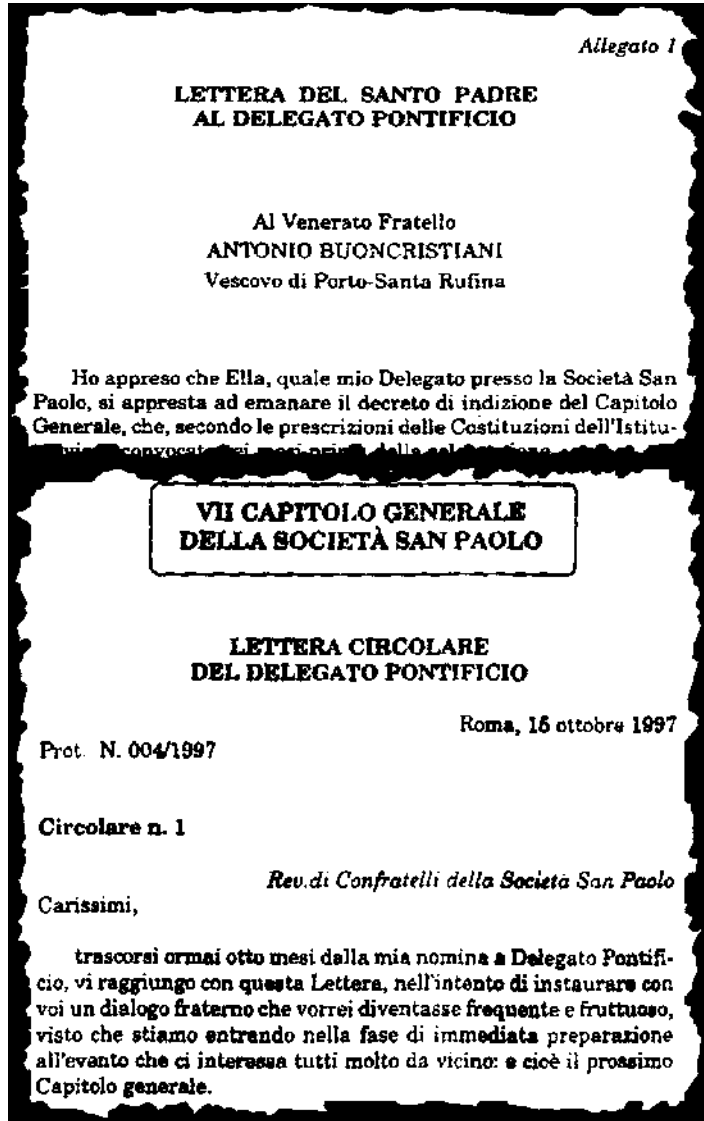 Allegato 1
LETTERA DEL SANTO PADRE
AL DELEGATO PONTIFICIO
Al Venerato Fratello
ANTONIO BUONCRISTIANI
Vescovo di Porto-Santa Rufina
Ho appreso che Ella, quale mio Delegato presso la Società San
Paolo, si appresta ad emanare il decreto di indizione del Capitolo
Generale, che, secondo le prescrizioni delle Costituzioni dell'Istitu-
VII CAPITOLO GENERALE
DELLA SOCIETÀ SAN PAOLO
LETTERA CIRCOLARE
DEL DELEGATO PONTIFICIO
Roma, 15 ottobre 1997
Prot. N. 004/1997
Circolare n. 1
Rev.di Confratelli della Società San Paolo
Carissimi,
trascorsi ormai otto mesi dalla mia nomina a Delegato Pontifi-
cio, vi raggiungo con questa Lettera, nell'intento di instaurare con
voi un dialogo fraterno che vorrei diventasse frequente e fruttuoso,
visto che stiamo entrando nella fase di immediata preparazione
all'evento che ci interessa tutti molto da vicino: e cioè il prossimo
Capitolo generale.